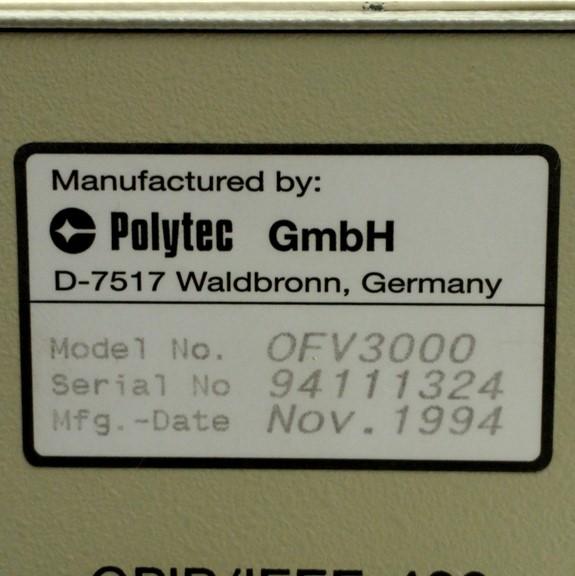 Manufactured by:
Polytec GmbH
D-7517 Waldbronn, Germany
Model No. OFV3000
Serial No 94111324
Mfg.-Date Nov.1994